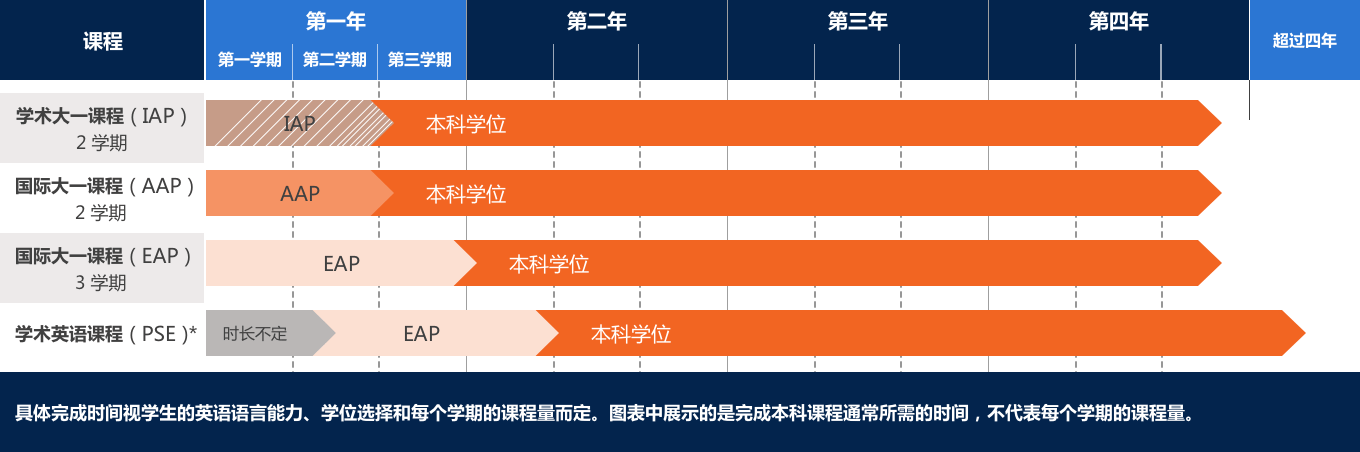 课程
第一年
第二年
第三年
第四年
超过四年
第一学期
第二学期
第三学期
学术大一课程（IAP）
2 学期
IAP
本科学位
国际大一课程（AAP）
2 学期
AAP
本科学位
国际大一课程（EAP）
3 学期
EAP
本科学位
学术英语课程（PSE）*
时长不定
EAP
本科学位
具体完成时间视学生的英语语言能力、学位选择和每个学期的课程量而定。图表中展示的是完成本科课程通常所需的时间，不代表每个学期的课程量。